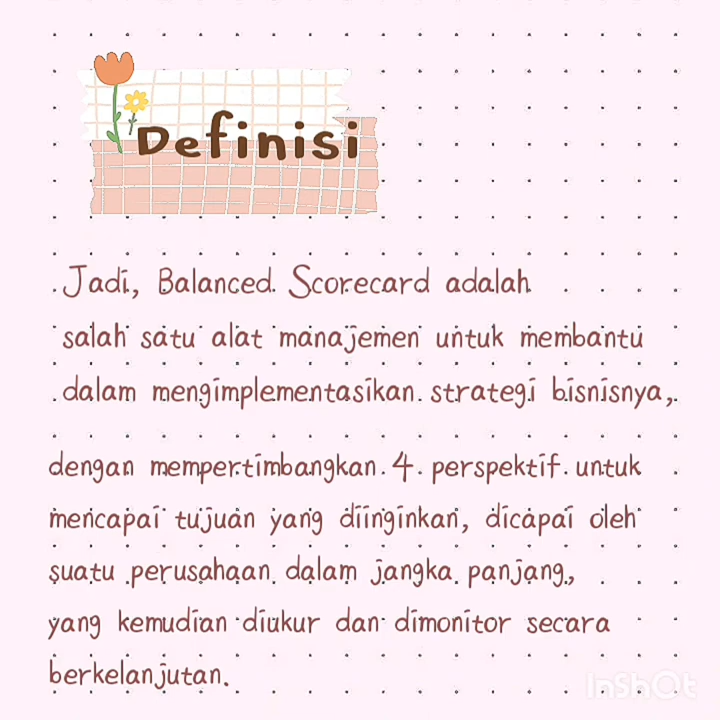 Definisi
Jadi, Balanced Scorecard adalah
salah satu alat manajemen untuk membantu
dalam mengimplementasikan strategi bisnisnya,
dengan mempertimbangkan 4 perspektif untuk
mencapai tujuan yang diinginkan, dicapai oleh
suatu perusahaan dalam jangka panjang,
yang kemudian diukur dan dimonitor secara
berkelanjutan.
InShOt